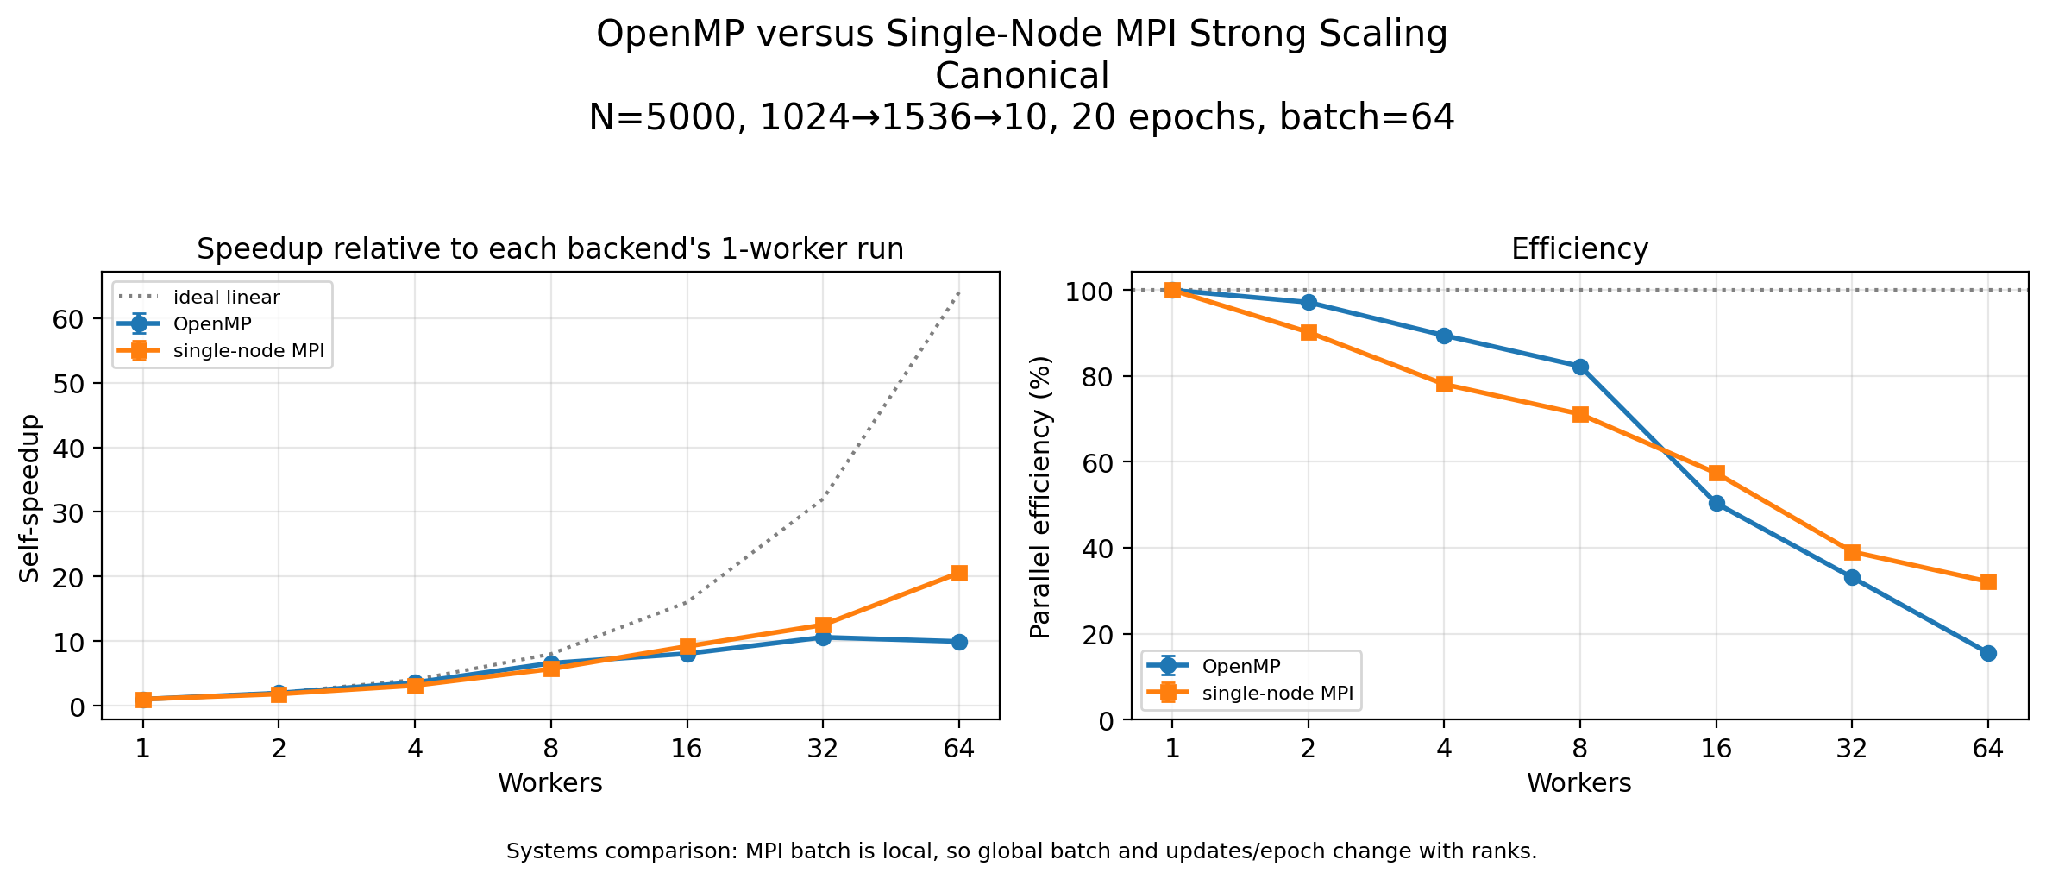 OpenMP versus Single-Node MPI Strong Scaling
Canonical
N=5000, 1024→1536→10, 20 epochs, batch=64
Speedup relative to each backend's 1-worker run
ideal linear
OpenMP
single-node MPI
Self-speedup
60
50
40
30
20
10
0
1 2 4 8 16 32 64
Workers
Efficiency
Parallel efficiency (%)
100
80
60
40
20
0
OpenMP
single-node MPI
1 2 4 8 16 32 64
Workers
Systems comparison: MPI batch is local, so global batch and updates/epoch change with ranks.